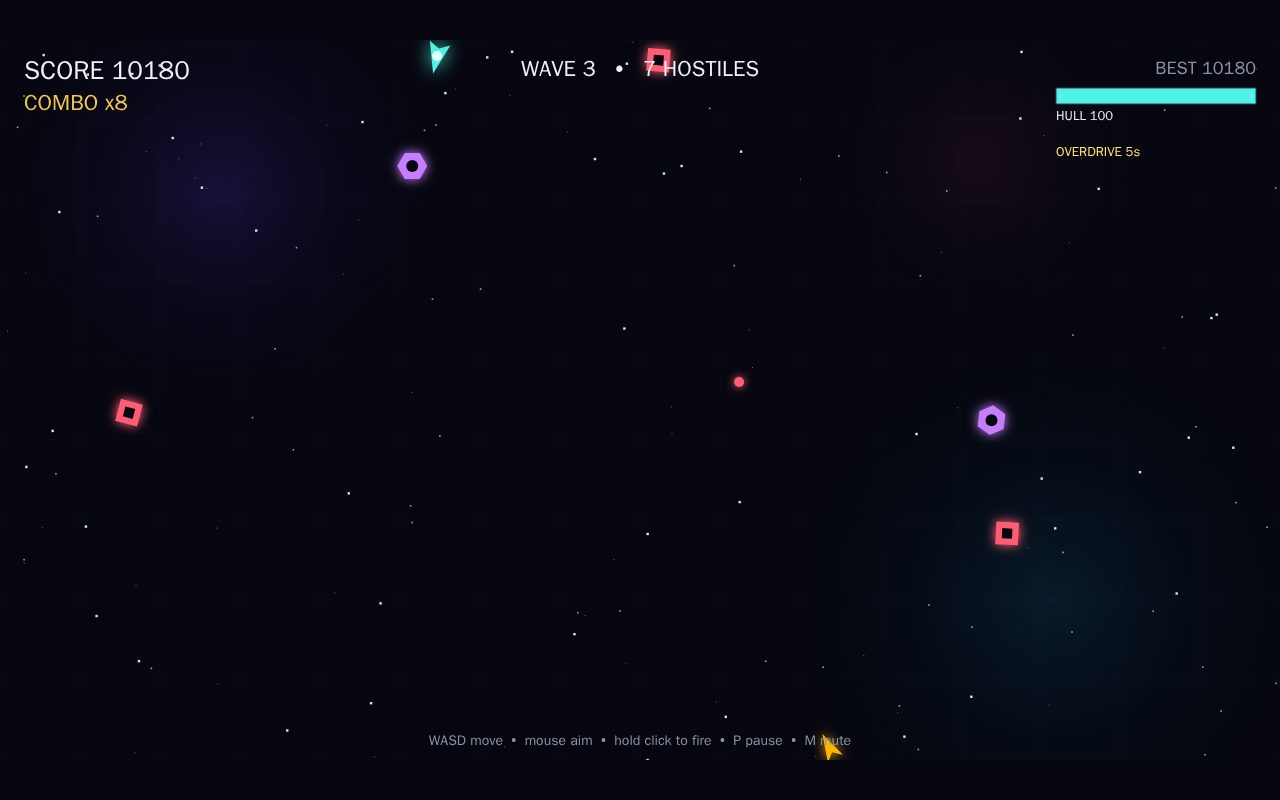 SCORE 10180
COMBO x8
WAVE 3 • 7 HOSTILES
BEST 10180
HULL 100
OVERDRIVE 5s
WASD move • mouse aim • hold click to fire • P pause • M mute